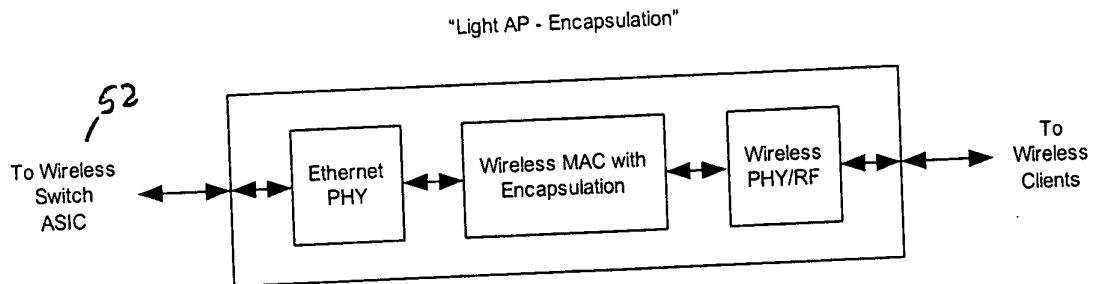 “Light AP - Encapsulation”
52
To Wireless
Switch
ASIC
Ethernet
PHY
Wireless MAC with
Encapsulation
Wireless
PHY/RF
To
Wireless
Clients